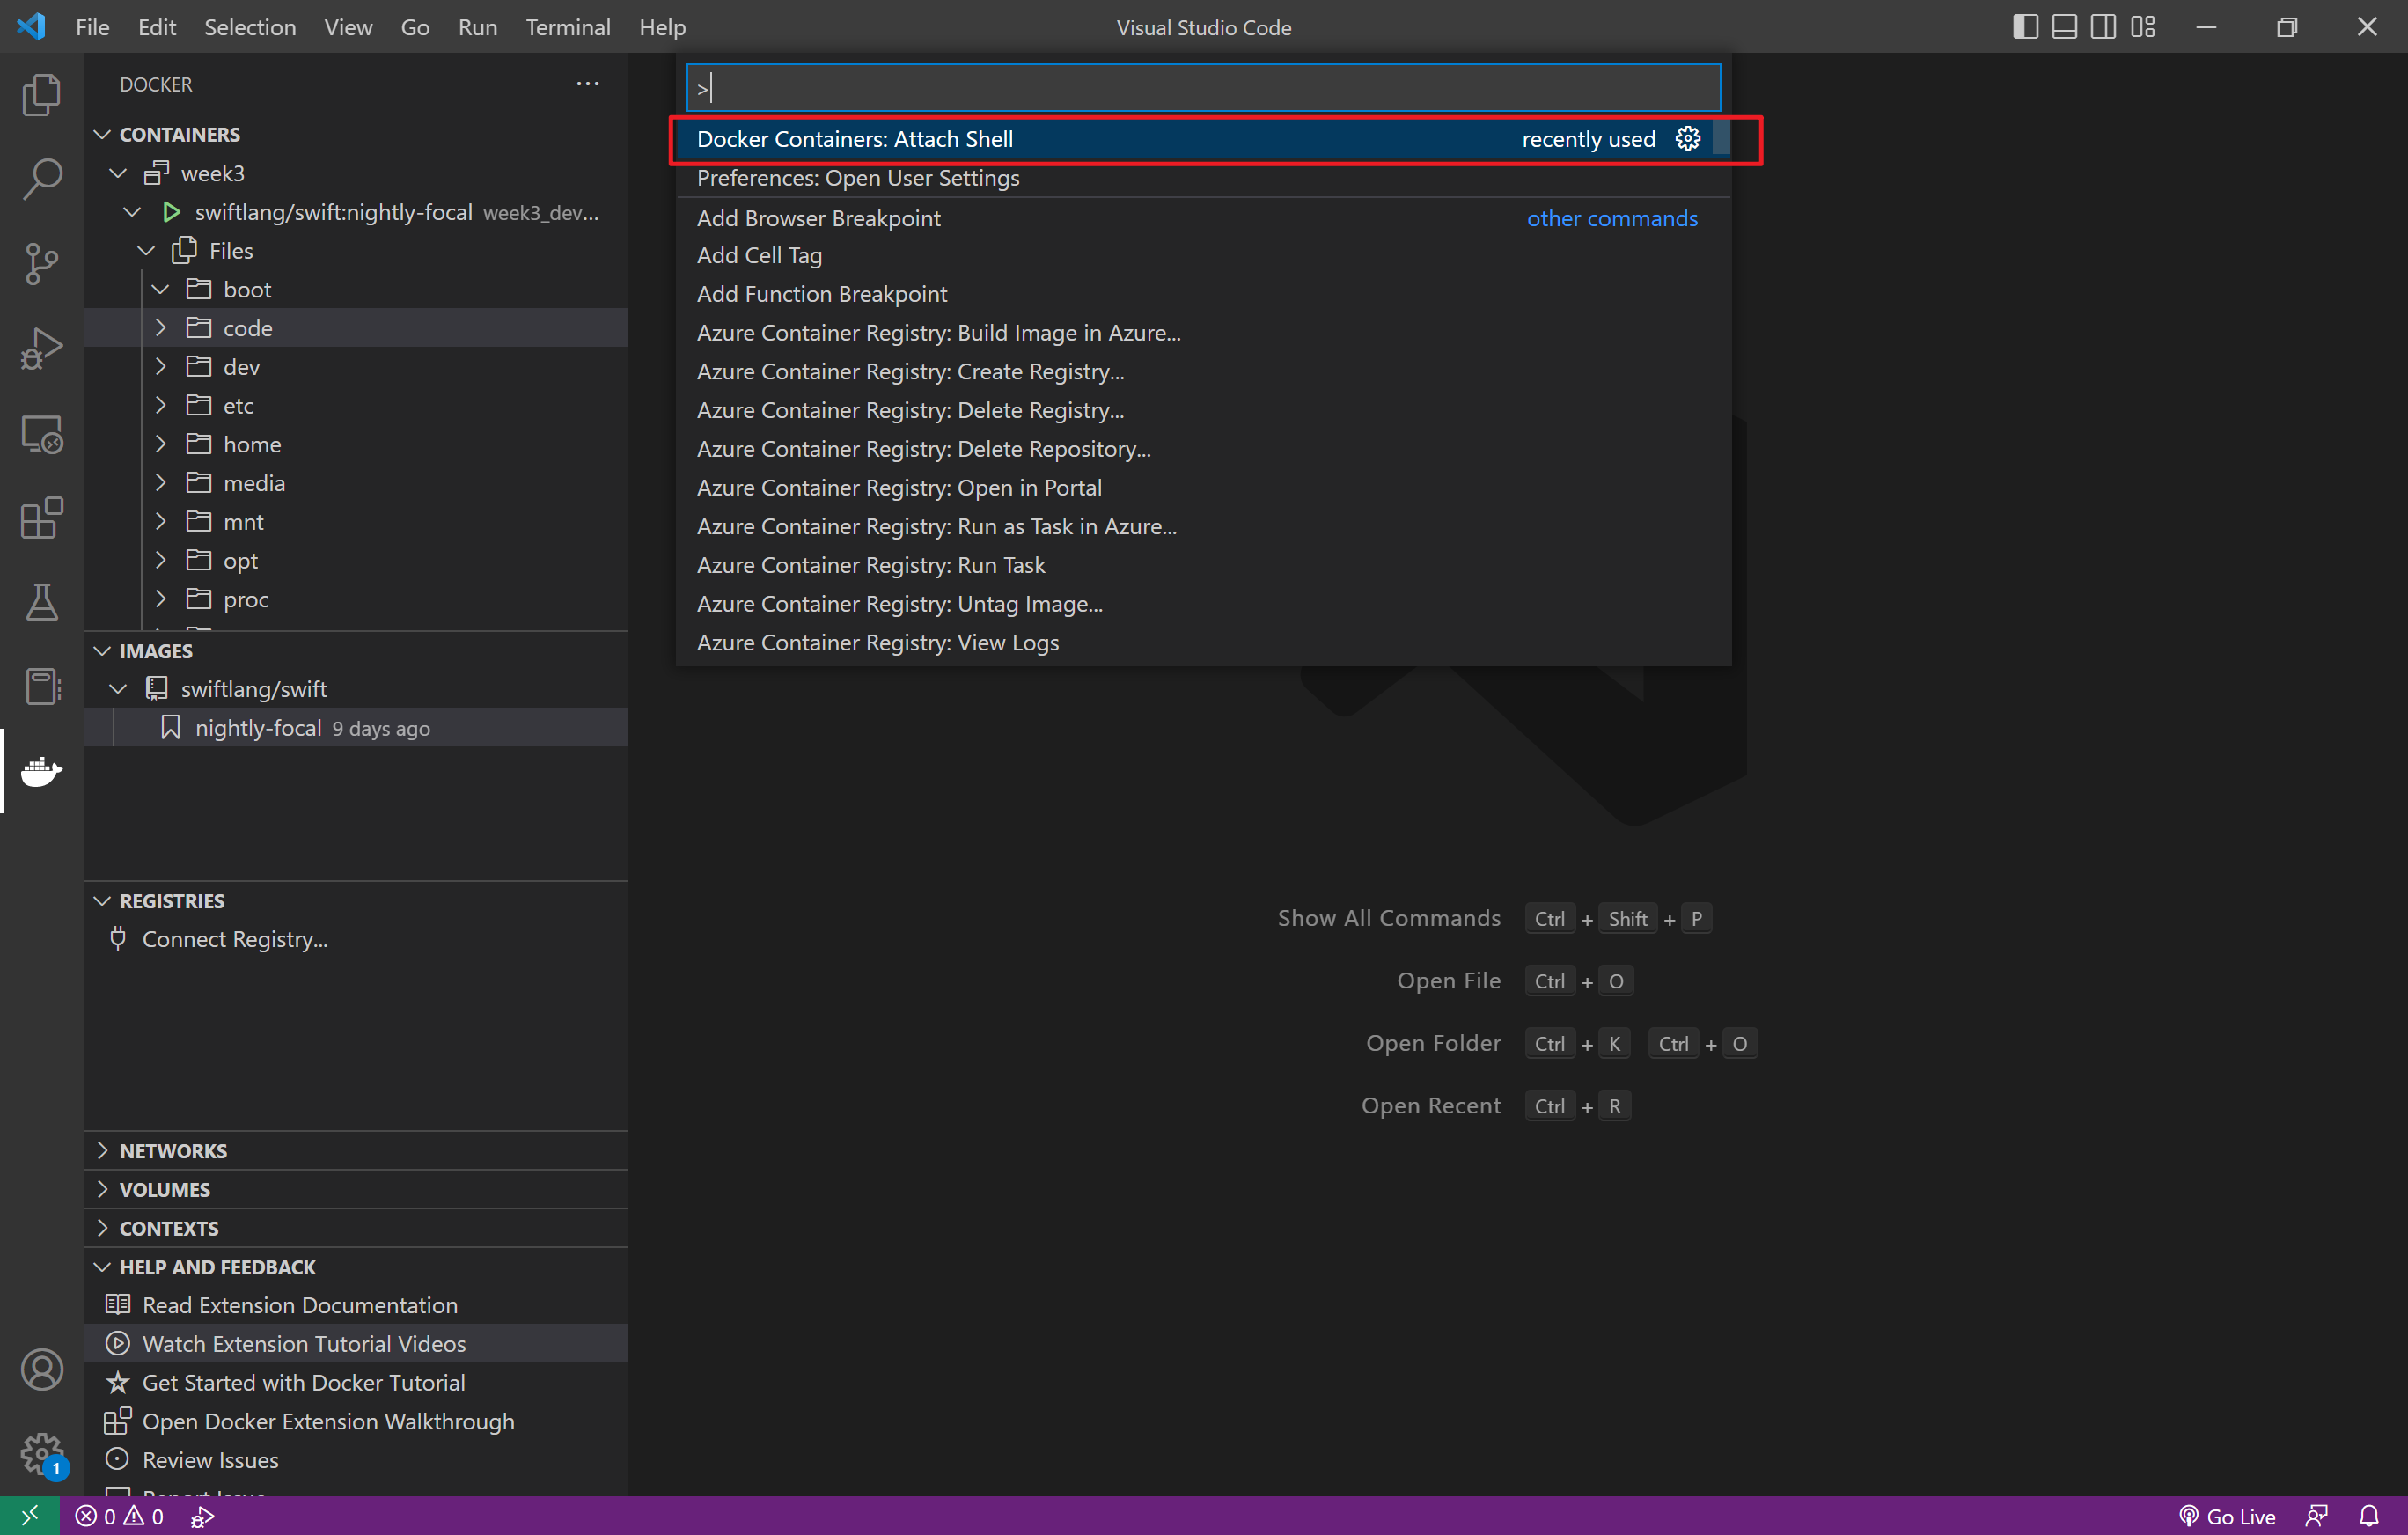 File Edit Selection View Go Run Terminal Help
Visual Studio Code
DOCKER
CONTAINERS
week3
swiftlang/swift:nightly-focal week3_dev...
Files
boot
code
dev
etc
home
media
mnt
opt
proc
IMAGES
swiftlang/swift
nightly-focal 9 days ago
REGISTRIES
Connect Registry...
NETWORKS
VOLUMES
CONTEXTS
HELP AND FEEDBACK
Read Extension Documentation
Watch Extension Tutorial Videos
Get Started with Docker Tutorial
Open Docker Extension Walkthrough
Review Issues
Report Issue
>
Docker Containers: Attach Shell recently used
Preferences: Open User Settings
Add Browser Breakpoint other commands
Add Cell Tag
Add Function Breakpoint
Azure Container Registry: Build Image in Azure...
Azure Container Registry: Create Registry...
Azure Container Registry: Delete Registry...
Azure Container Registry: Delete Repository...
Azure Container Registry: Open in Portal
Azure Container Registry: Run as Task in Azure...
Azure Container Registry: Run Task
Azure Container Registry: Untag Image...
Azure Container Registry: View Logs
Show All Commands Ctrl + Shift + P
Open File Ctrl + O
Open Folder Ctrl + K Ctrl + O
Open Recent Ctrl + R
1
0 0
Go Live